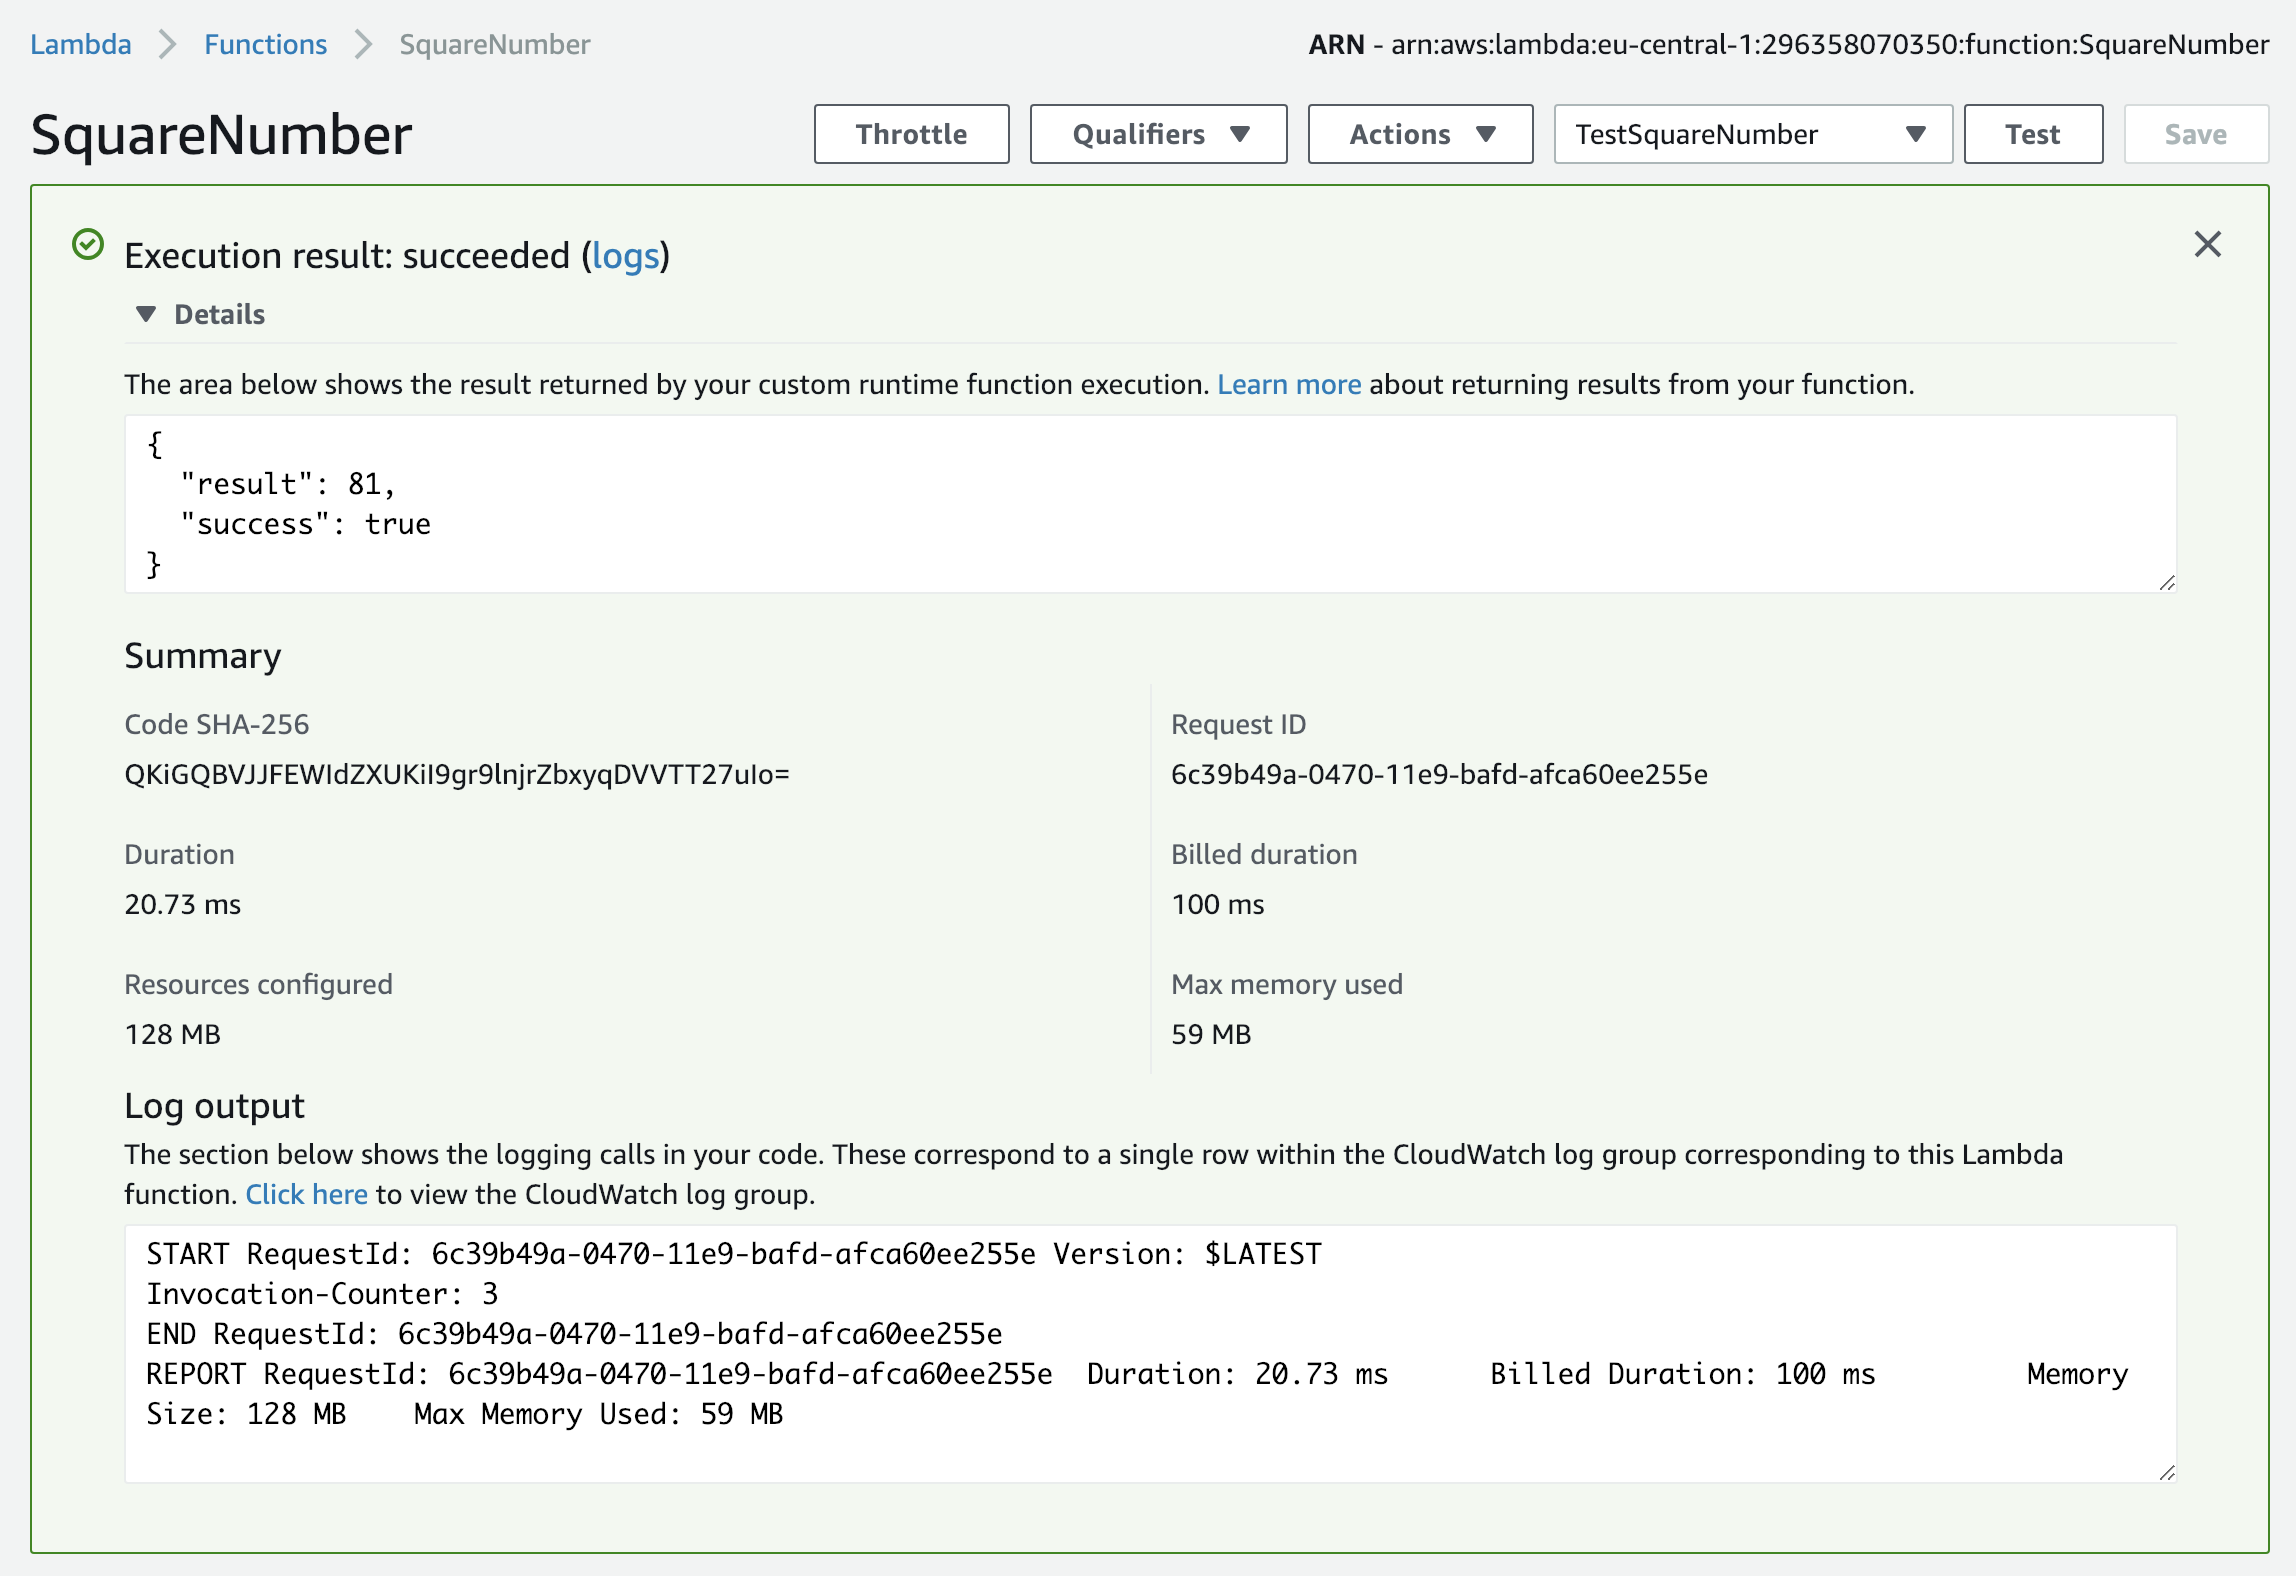 Lambda > Functions > SquareNumber
ARN - arn:aws:lambda:eu-central-1:296358070350:function:SquareNumber
SquareNumber
Throttle
Qualifiers
Actions
TestSquareNumber
Test
Save
Execution result: succeeded (logs)
Details
The area below shows the result returned by your custom runtime function execution. Learn more about returning results from your function.
{
  "result": 81,
  "success": true
}
Summary
Code SHA-256
QKiGQBVJJFEWIdZXUKiI9gr9lnjrZbxyqDVVTT27uIo=
Request ID
6c39b49a-0470-11e9-bafd-afca60ee255e
Duration
20.73 ms
Billed duration
100 ms
Resources configured
128 MB
Max memory used
59 MB
Log output
The section below shows the logging calls in your code. These correspond to a single row within the CloudWatch log group corresponding to this Lambda
function. Click here to view the CloudWatch log group.
START RequestId: 6c39b49a-0470-11e9-bafd-afca60ee255e Version: $LATEST
Invocation-Counter: 3
END RequestId: 6c39b49a-0470-11e9-bafd-afca60ee255e
REPORT RequestId: 6c39b49a-0470-11e9-bafd-afca60ee255e  Duration: 20.73 ms      Billed Duration: 100 ms         Memory
Size: 128 MB    Max Memory Used: 59 MB